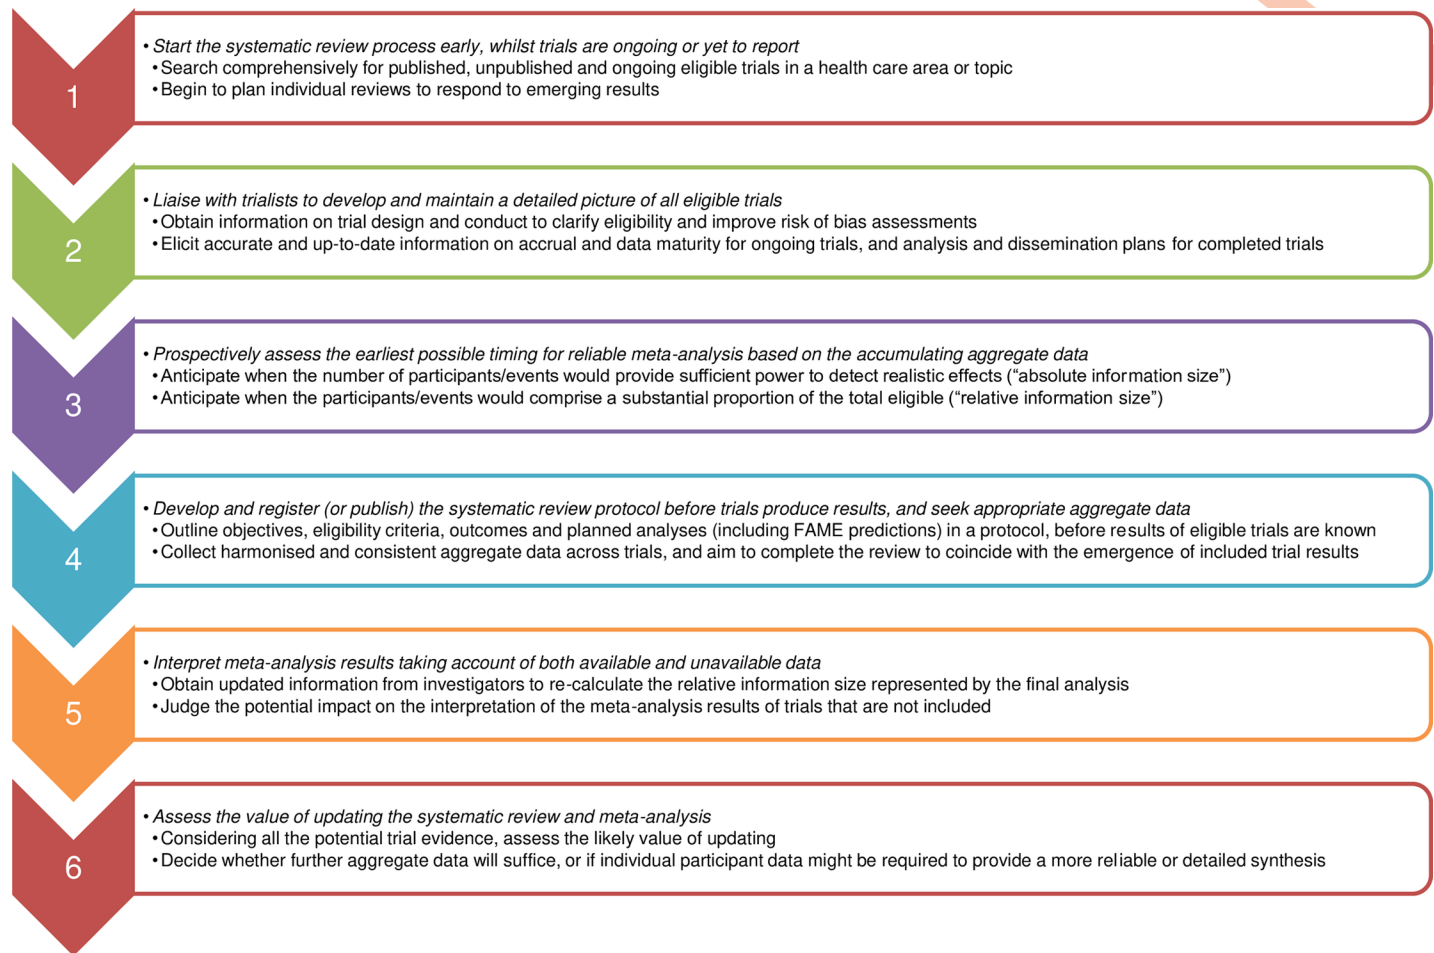 1
• Start the systematic review process early, whilst trials are ongoing or yet to report
• Search comprehensively for published, unpublished and ongoing eligible trials in a health care area or topic
• Begin to plan individual reviews to respond to emerging results
2
• Liaise with trialists to develop and maintain a detailed picture of all eligible trials
• Obtain information on trial design and conduct to clarify eligibility and improve risk of bias assessments
• Elicit accurate and up-to-date information on accrual and data maturity for ongoing trials, and analysis and dissemination plans for completed trials
3
• Prospectively assess the earliest possible timing for reliable meta-analysis based on the accumulating aggregate data
• Anticipate when the number of participants/events would provide sufficient power to detect realistic effects (“absolute information size”)
• Anticipate when the participants/events would comprise a substantial proportion of the total eligible (“relative information size”)
4
• Develop and register (or publish) the systematic review protocol before trials produce results, and seek appropriate aggregate data
• Outline objectives, eligibility criteria, outcomes and planned analyses (including FAME predictions) in a protocol, before results of eligible trials are known
• Collect harmonised and consistent aggregate data across trials, and aim to complete the review to coincide with the emergence of included trial results
5
• Interpret meta-analysis results taking account of both available and unavailable data
• Obtain updated information from investigators to re-calculate the relative information size represented by the final analysis
• Judge the potential impact on the interpretation of the meta-analysis results of trials that are not included
6
• Assess the value of updating the systematic review and meta-analysis
• Considering all the potential trial evidence, assess the likely value of updating
• Decide whether further aggregate data will suffice, or if individual participant data might be required to provide a more reliable or detailed synthesis